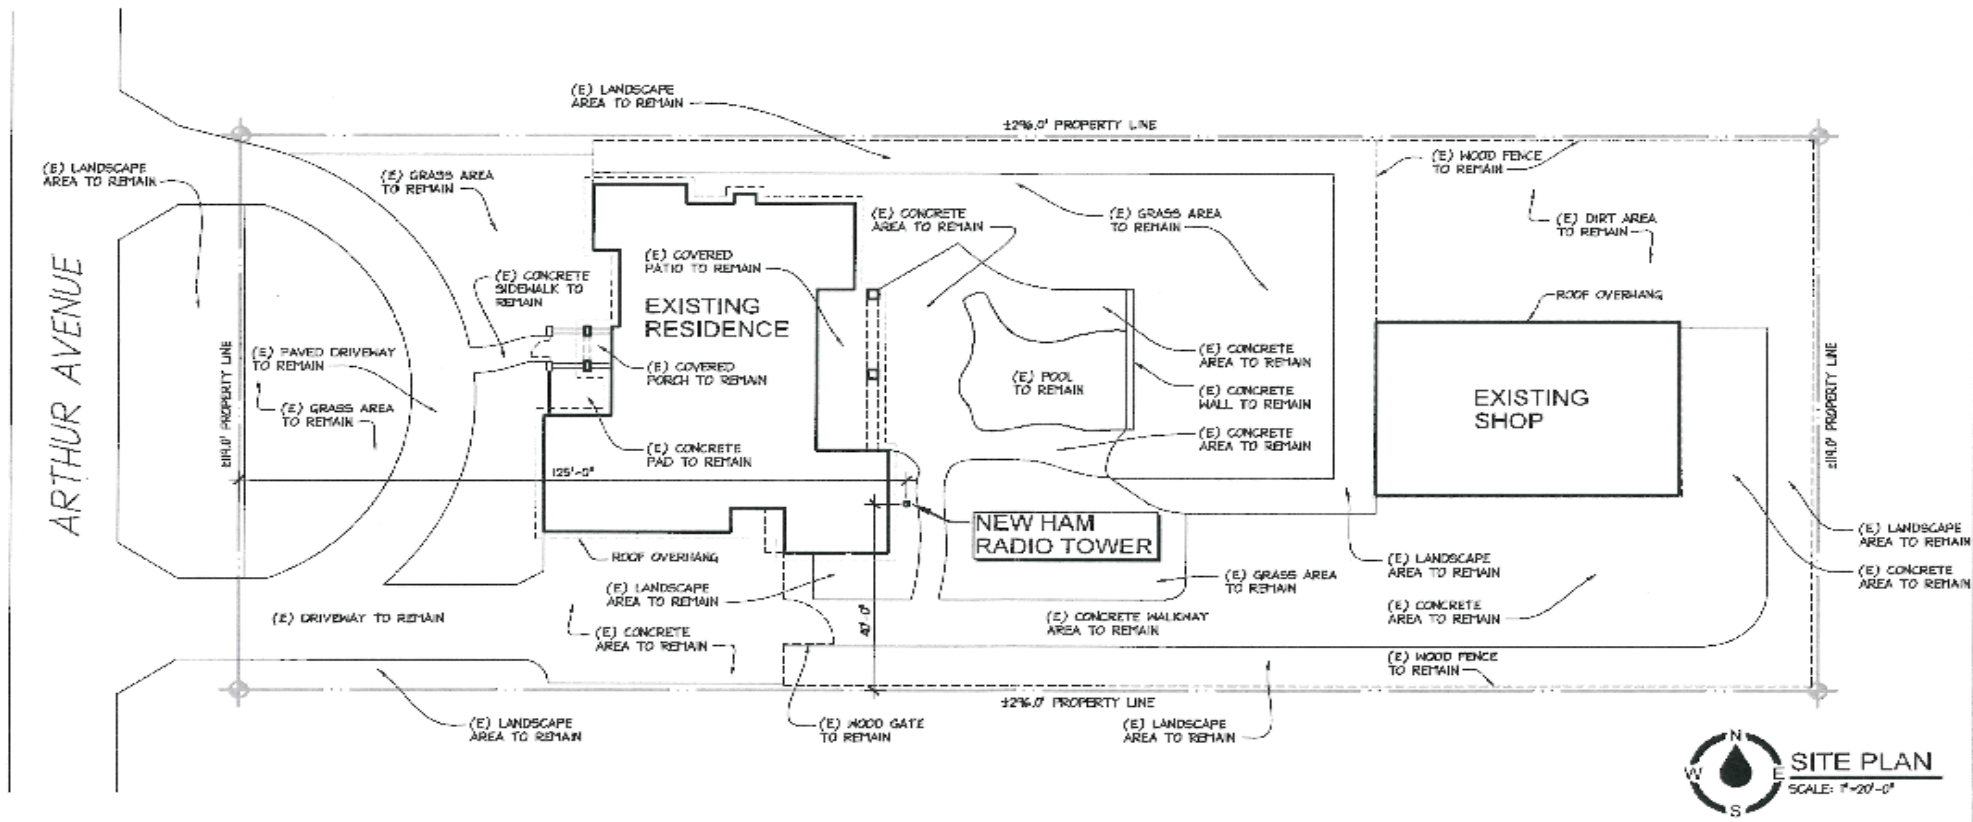 (E) LANDSCAPE
AREA TO REMAIN
±296.0' PROPERTY LINE
(E) LANDSCAPE
AREA TO REMAIN
(E) GRASS AREA
TO REMAIN
(E) WOOD FENCE
TO REMAIN
(E) CONCRETE
AREA TO REMAIN
(E) GRASS AREA
TO REMAIN
(E) DIRT AREA
TO REMAIN
(E) COVERED
PATIO TO REMAIN
(E) CONCRETE
SIDEWALK TO
REMAIN
EXISTING
RESIDENCE
ROOF OVERHANG
ARTHUR AVENUE
±119.0' PROPERTY LINE
(E) PAVED DRIVEWAY
TO REMAIN
(E) COVERED
PORCH TO REMAIN
(E) POOL
TO REMAIN
(E) CONCRETE
AREA TO REMAIN
(E) CONCRETE
WALL TO REMAIN
(E) CONCRETE
AREA TO REMAIN
EXISTING
SHOP
±119.0' PROPERTY LINE
(E) GRASS AREA
TO REMAIN
(E) CONCRETE
PAD TO REMAIN
125'-0"
NEW HAM
RADIO TOWER
ROOF OVERHANG
(E) LANDSCAPE
AREA TO REMAIN
(E) LANDSCAPE
AREA TO REMAIN
(E) CONCRETE
AREA TO REMAIN
(E) LANDSCAPE
AREA TO REMAIN
(E) GRASS AREA
TO REMAIN
(E) CONCRETE
AREA TO REMAIN
(E) DRIVEWAY TO REMAIN
(E) CONCRETE
AREA TO REMAIN
40'-0"
(E) CONCRETE WALKWAY
AREA TO REMAIN
(E) WOOD FENCE
TO REMAIN
±296.0' PROPERTY LINE
(E) LANDSCAPE
AREA TO REMAIN
(E) WOOD GATE
TO REMAIN
(E) LANDSCAPE
AREA TO REMAIN
N
W
E
S
SITE PLAN
SCALE: 1"=20'-0"